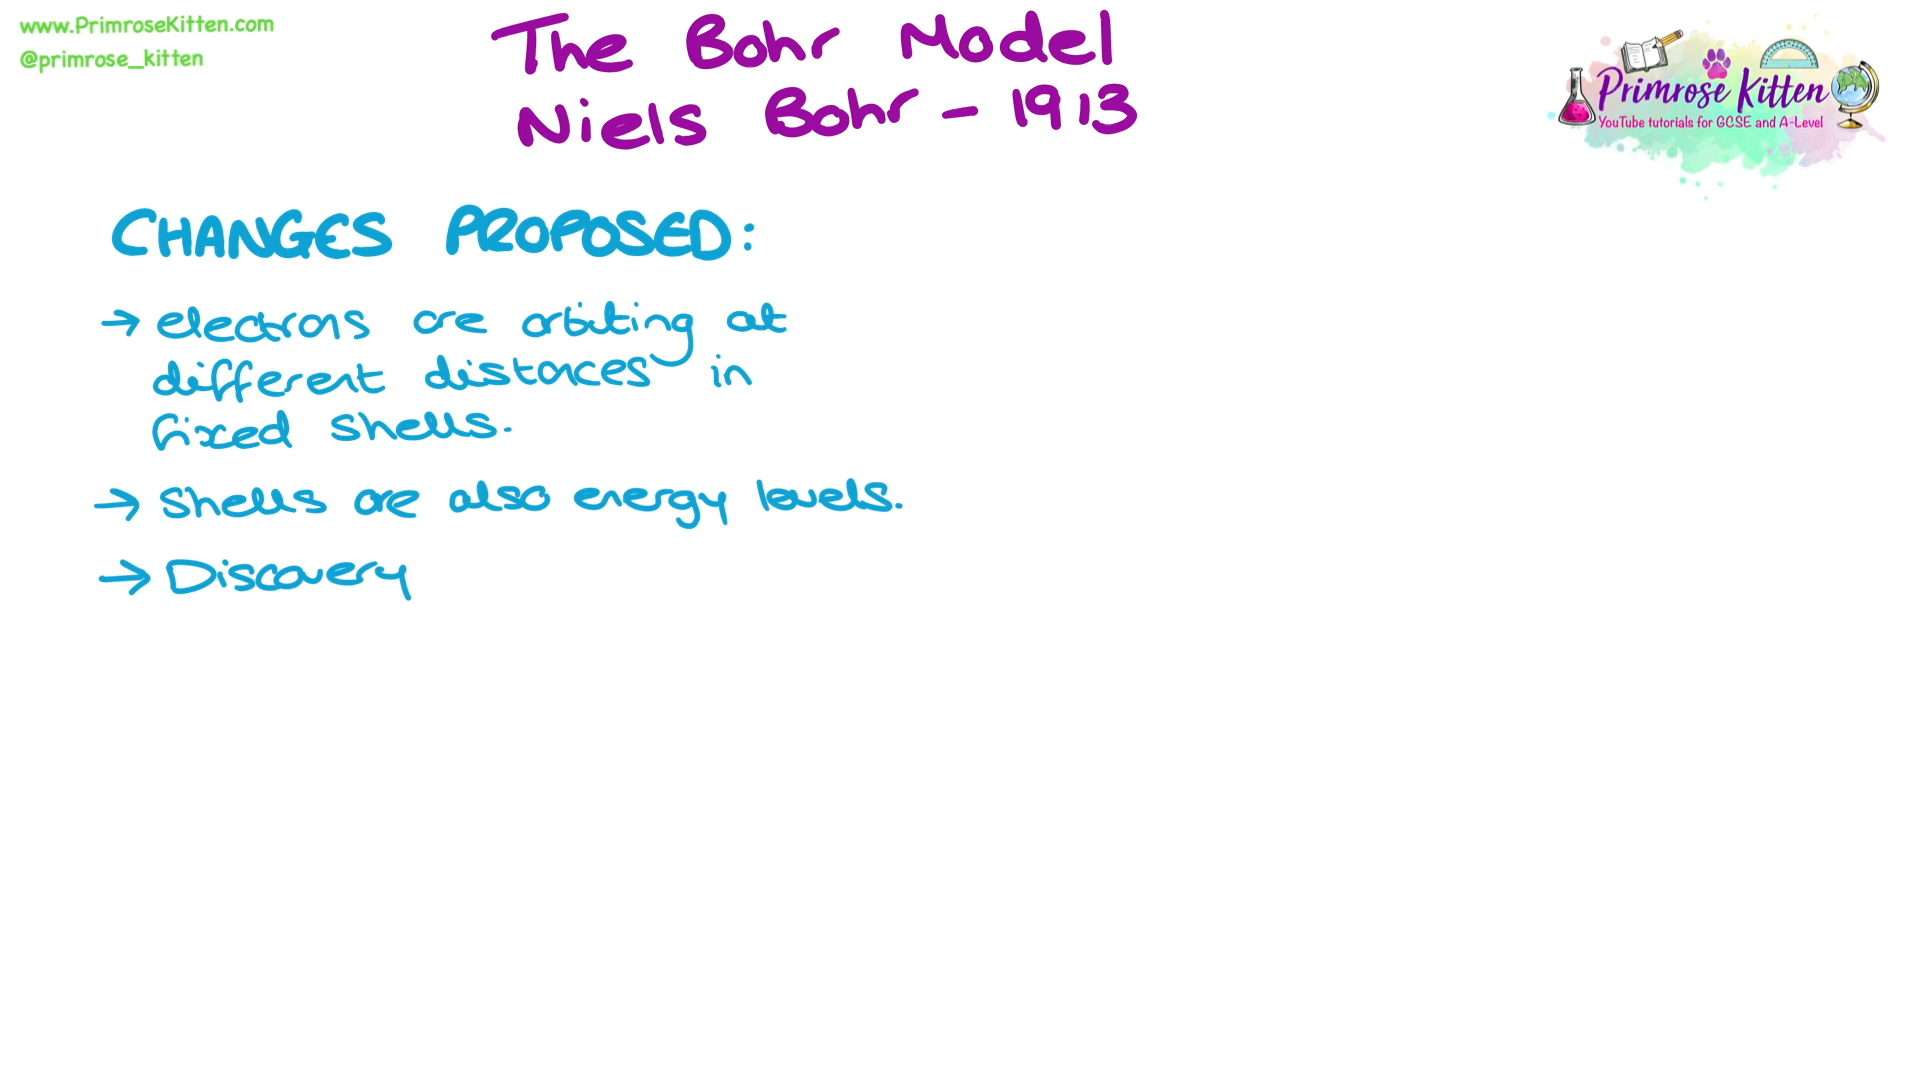 www.PrimroseKitten.com
@primrose_kitten
The Bohr Model
Niels Bohr - 1913
Primrose Kitten
YouTube tutorials for GCSE and A-Level
CHANGES PROPOSED:
→ electrons are orbiting at
different distances in
fixed shells.
→ Shells are also energy levels.
→ Discovery